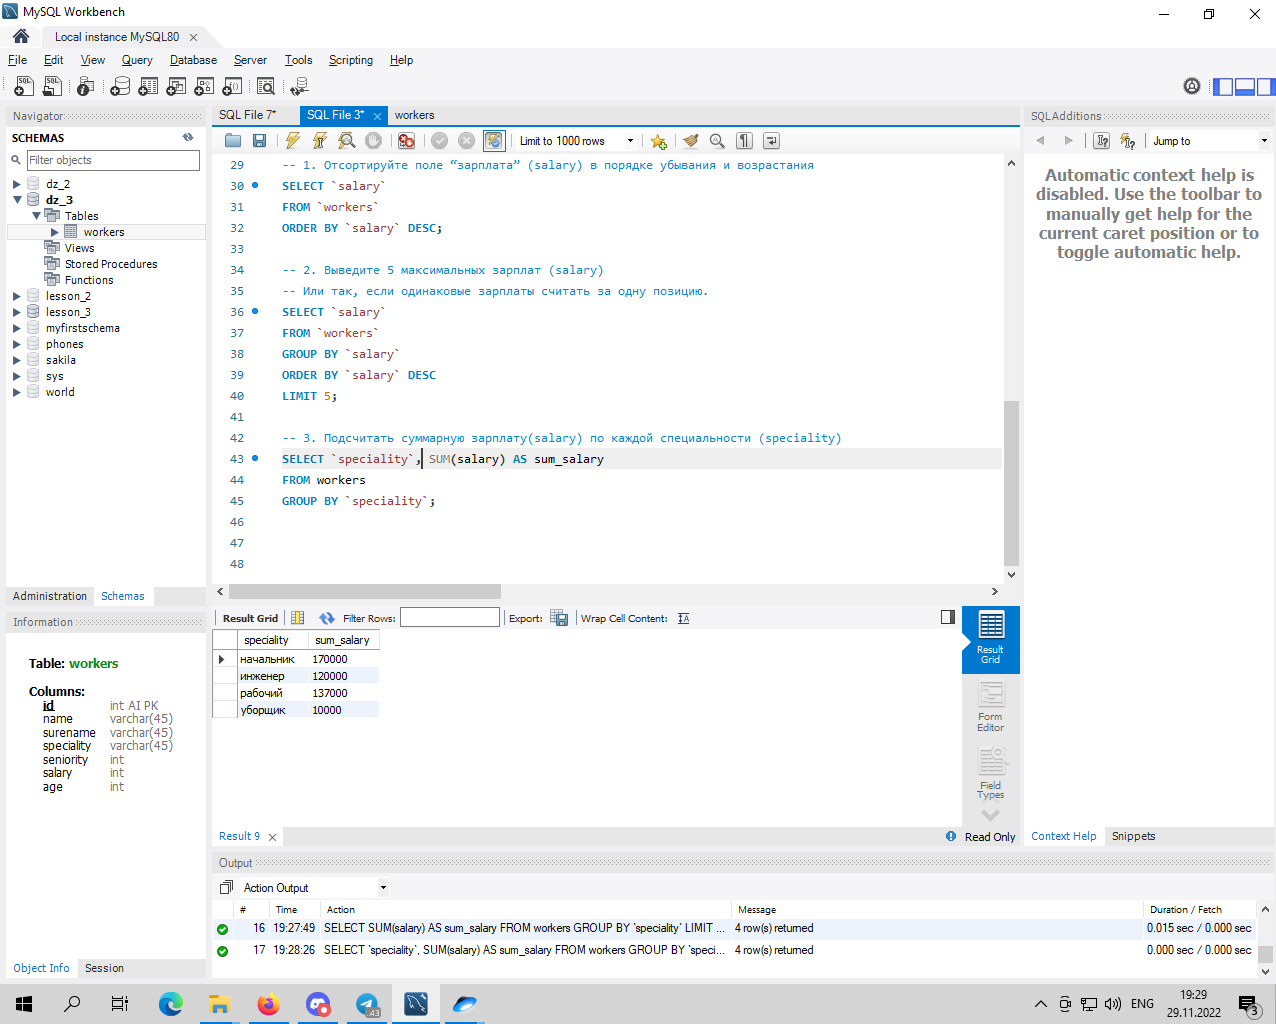 MySQL Workbench
Local instance MySQL80
File Edit View Query Database Server Tools Scripting Help
Navigator
SCHEMAS
Filter objects
dz_2
dz_3
Tables
workers
Views
Stored Procedures
Functions
lesson_2
lesson_3
myfirstschema
phones
sakila
sys
world
Administration Schemas
Information
Table: workers
Columns:
id int AI PK
name varchar(45)
surename varchar(45)
speciality varchar(45)
seniority int
salary int
age int
Object Info Session
SQL File 7* SQL File 3* workers
Limit to 1000 rows
29 -- 1. Отсортируйте поле “зарплата” (salary) в порядке убывания и возрастания
30 SELECT `salary`
31 FROM `workers`
32 ORDER BY `salary` DESC;
33
34 -- 2. Выведите 5 максимальных зарплат (salary)
35 -- Или так, если одинаковые зарплаты считать за одну позицию.
36 SELECT `salary`
37 FROM `workers`
38 GROUP BY `salary`
39 ORDER BY `salary` DESC
40 LIMIT 5;
41
42 -- 3. Подсчитать суммарную зарплату(salary) по каждой специальности (speciality)
43 SELECT `speciality`, SUM(salary) AS sum_salary
44 FROM workers
45 GROUP BY `speciality`;
46
47
48
Result Grid Filter Rows: Export: Wrap Cell Content:
speciality sum_salary
начальник 170000
инженер 120000
рабочий 137000
уборщик 10000
Result Grid
Form Editor
Field Types
Result 9 Read Only
SQLAdditions
Jump to
Automatic context help is
disabled. Use the toolbar to
manually get help for the
current caret position or to
toggle automatic help.
Context Help Snippets
Output
Action Output
# Time Action Message Duration / Fetch
16 19:27:49 SELECT SUM(salary) AS sum_salary FROM workers GROUP BY `speciality` LIMIT ... 4 row(s) returned 0.015 sec / 0.000 sec
17 19:28:26 SELECT `speciality`, SUM(salary) AS sum_salary FROM workers GROUP BY `speci... 4 row(s) returned 0.000 sec / 0.000 sec
43
ENG
19:29
29.11.2022
3